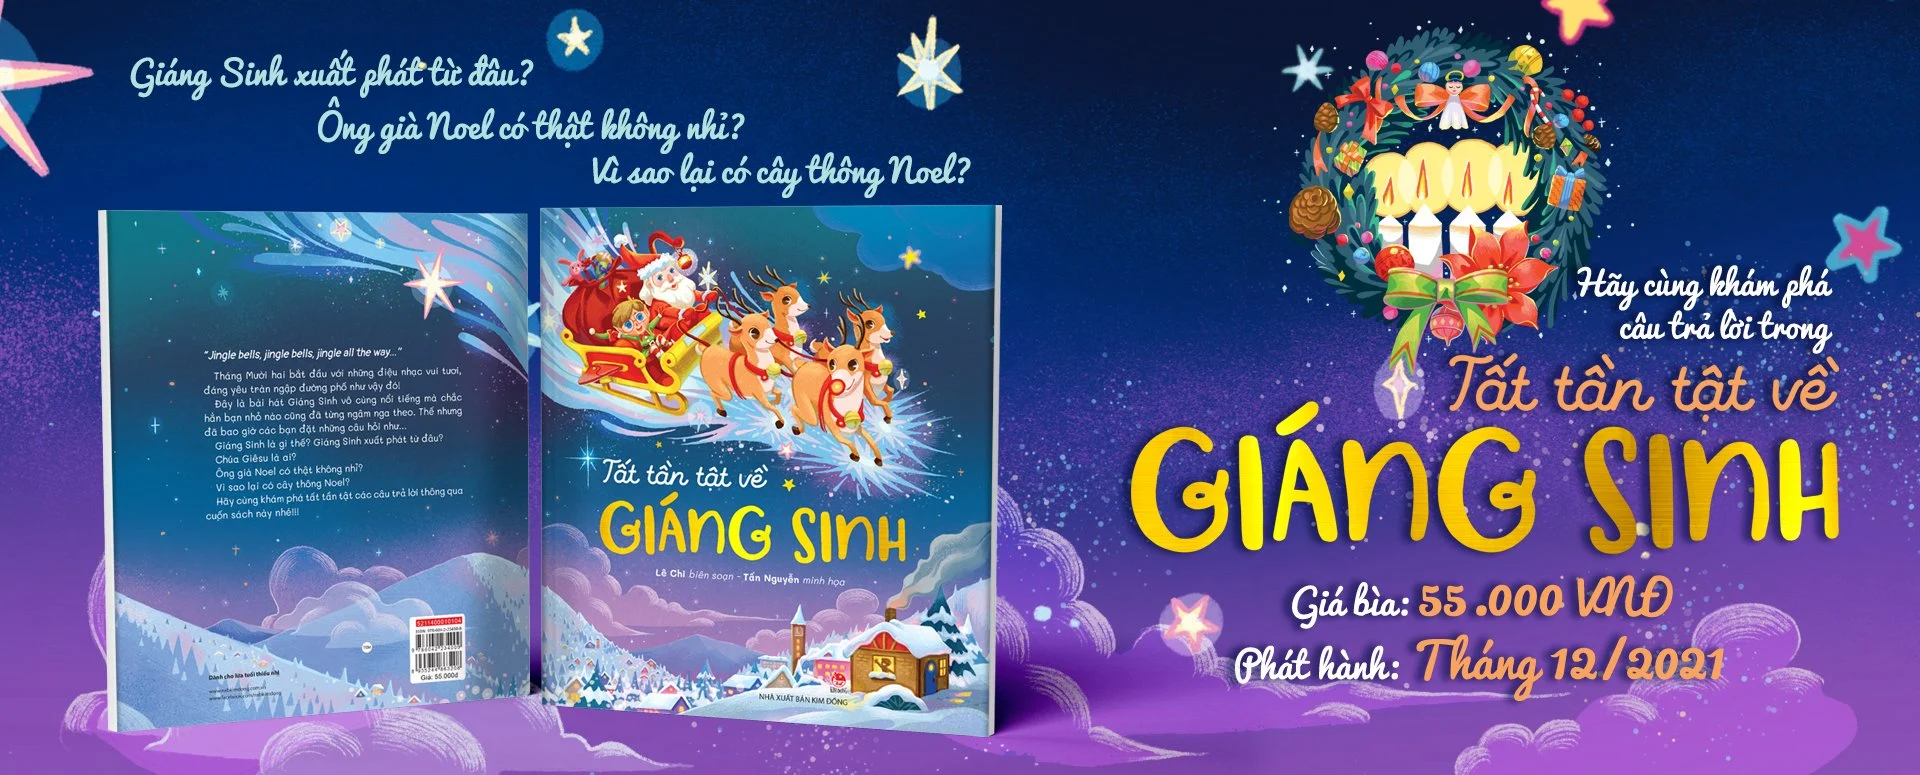 Giáng Sinh xuất phát từ đâu?
Ông già Noel có thật không nhỉ?
Vì sao lại có cây thông Noel?
"Jingle bells, jingle bells, jingle all the way..."
Tháng Mười hai bắt đầu với những điệu nhạc vui tươi,
đáng yêu tràn ngập đường phố như vậy đó!
Đây là bài hát Giáng Sinh vô cùng nổi tiếng mà chắc
hẳn bạn nhỏ nào cũng đã từng ngâm nga theo. Thế nhưng
đã bao giờ các bạn đặt những câu hỏi như...
Giáng Sinh là gì thế? Giáng Sinh xuất phát từ đâu?
Chúa Giêsu là ai?
Ông già Noel có thật không nhỉ?
Vì sao lại có cây thông Noel?
Hãy cùng khám phá tất tần tật các câu trả lời thông qua
cuốn sách này nhé!!!
Dành cho lứa tuổi thiếu nhi
5211400010104
Giá: 55.000đ
Tất tần tật về
GIÁNG SINH
Lê Chi biên soạn - Tấn Nguyễn minh họa
NHÀ XUẤT BẢN KIM ĐỒNG
Hãy cùng khám phá
câu trả lời trong
Tất tần tật về
GIÁNG SINH
Giá bìa: 55.000 VNĐ
Phát hành: Tháng 12/2021